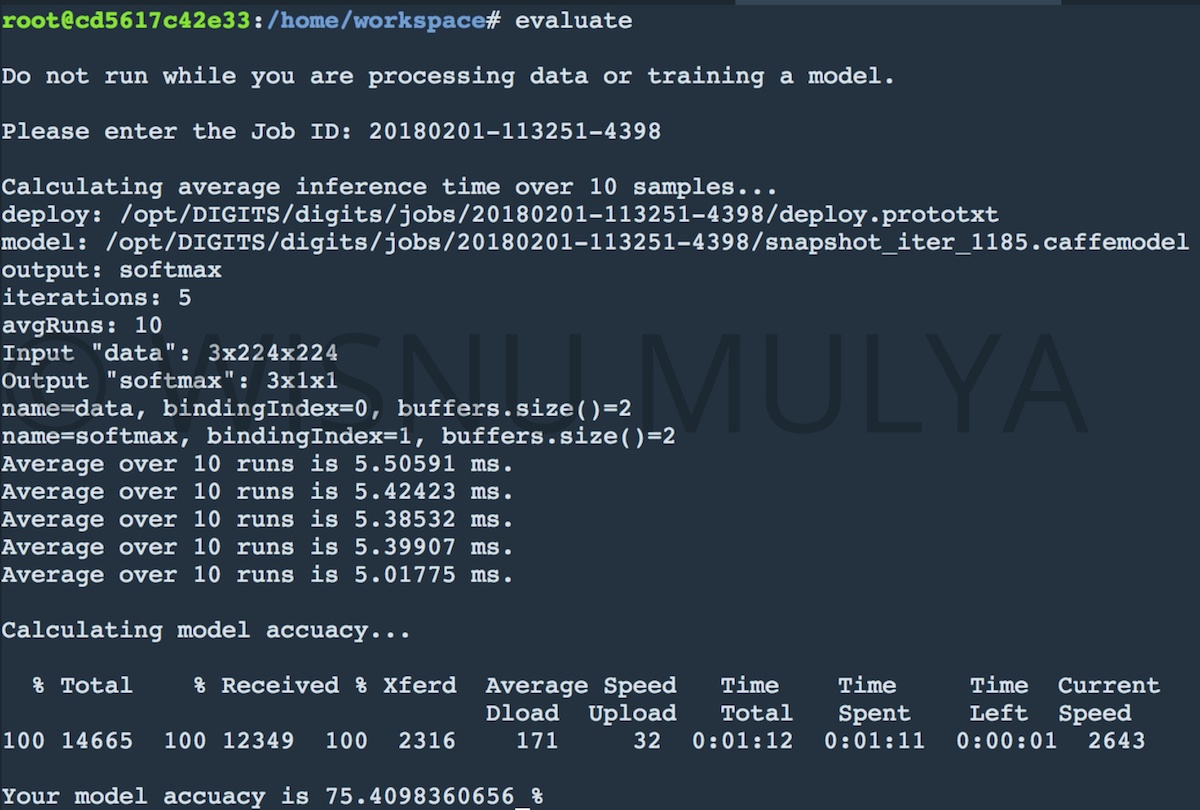 root@cd5617c42e33:/home/workspace# evaluate
Do not run while you are processing data or training a model.
Please enter the Job ID: 20180201-113251-4398
Calculating average inference time over 10 samples...
deploy: /opt/DIGITS/digits/jobs/20180201-113251-4398/deploy.prototxt
model: /opt/DIGITS/digits/jobs/20180201-113251-4398/snapshot_iter_1185.caffemodel
output: softmax
iterations: 5
avgRuns: 10
Input "data": 3x224x224
Output "softmax": 3x1x1
© WISNU MULYA
name=data, bindingIndex=0, buffers.size()=2
name=softmax, bindingIndex=1, buffers.size()=2
Average over 10 runs is 5.50591 ms.
Average over 10 runs is 5.42423 ms.
Average over 10 runs is 5.38532 ms.
Average over 10 runs is 5.39907 ms.
Average over 10 runs is 5.01775 ms.
Calculating model accuacy...
% Total % Received % Xferd Average Speed Time Time Time Current
Dload Upload Total Spent Left Speed
100 14665 100 12349 100 2316 171 32 0:01:12 0:01:11 0:00:01 2643
Your model accuacy is 75.4098360656 %